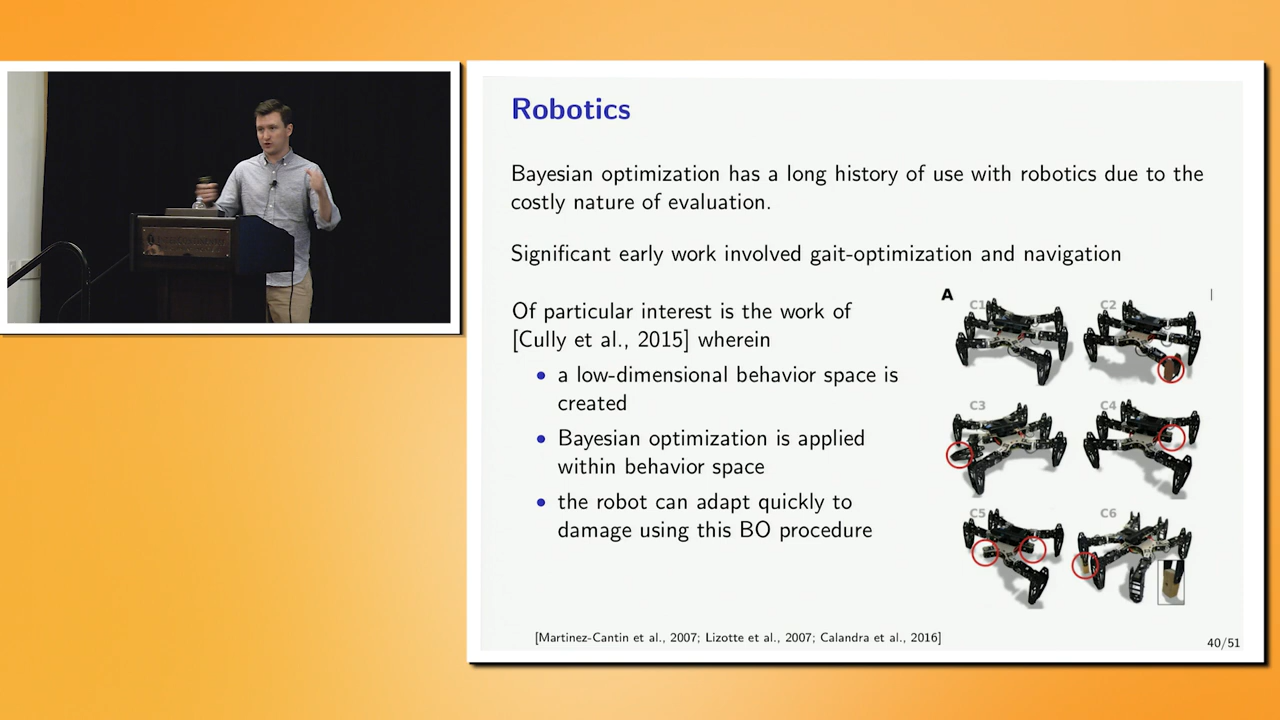 Robotics
Bayesian optimization has a long history of use with robotics due to the
costly nature of evaluation.
Significant early work involved gait-optimization and navigation
Of particular interest is the work of
[Cully et al., 2015] wherein
• a low-dimensional behavior space is
created
• Bayesian optimization is applied
within behavior space
• the robot can adapt quickly to
damage using this BO procedure
A
C1 C2
C3 C4
C5 C6
[Martinez-Cantin et al., 2007; Lizotte et al., 2007; Calandra et al., 2016]
40/51